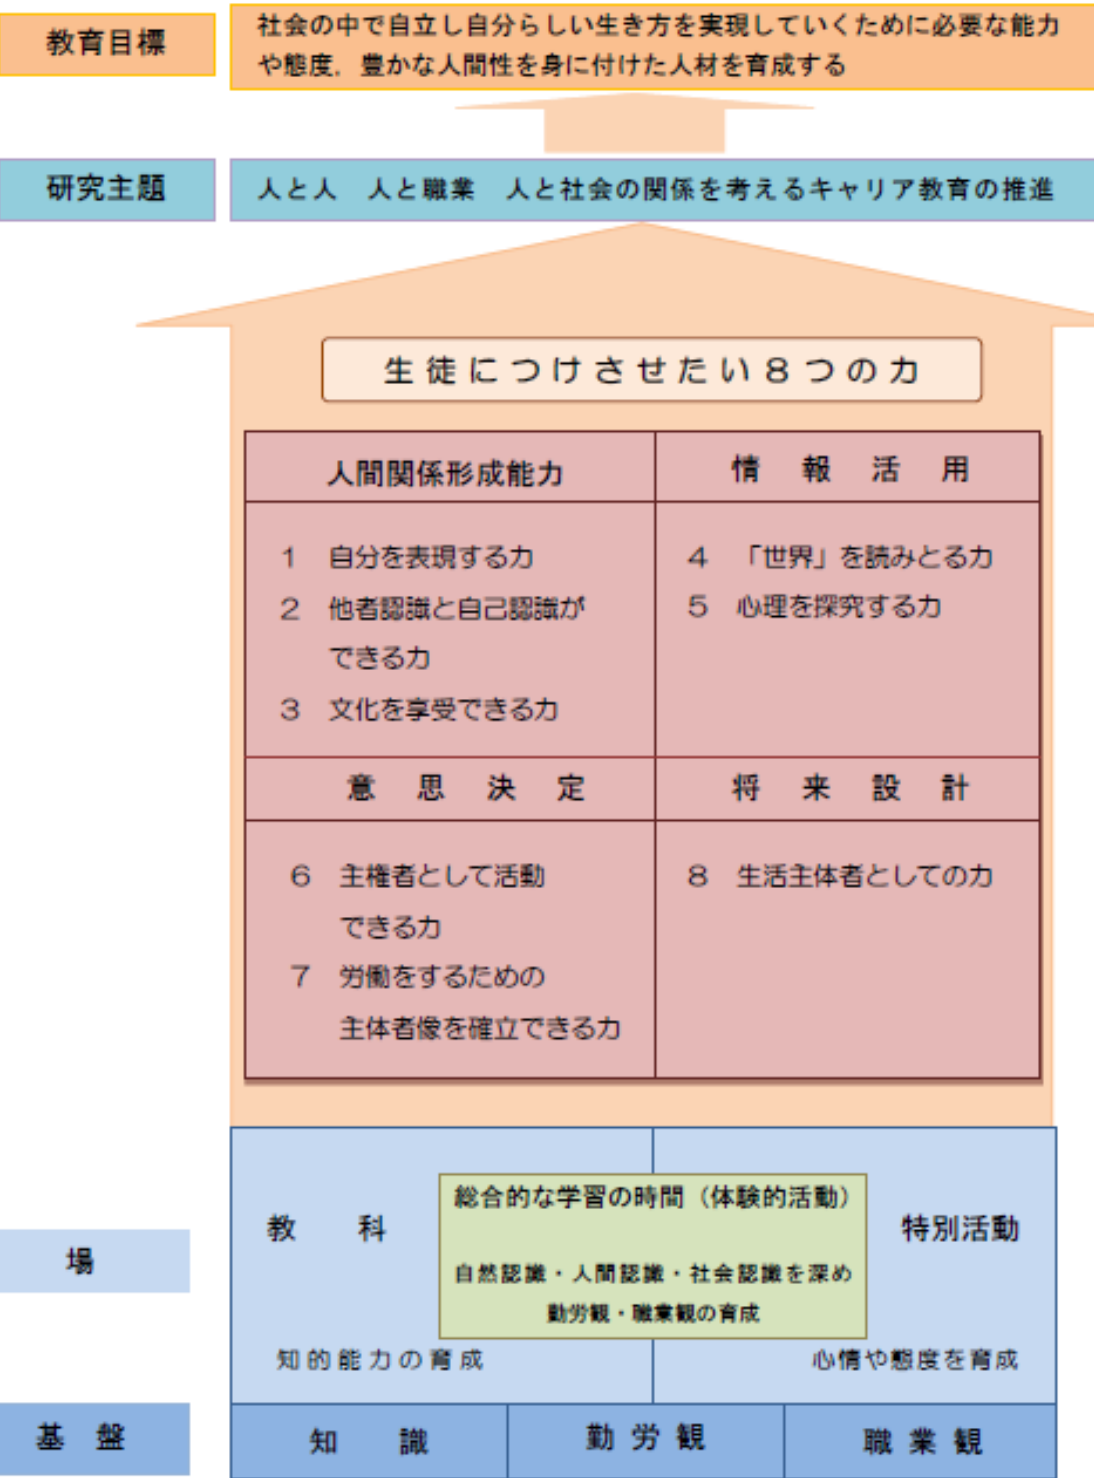 教育目標
社会の中で自立し自分らしい生き方を実現していくために必要な能力
や態度，豊かな人間性を身に付けた人材を育成する
研究主題
人と人　人と職業　人と社会の関係を考えるキャリア教育の推進
生徒につけさせたい８つの力
人間関係形成能力
１　自分を表現する力
２　他者認識と自己認識が
できる力
３　文化を享受できる力
情報活用
４　「世界」を読みとる力
５　心理を探究する力
意思決定
６　主権者として活動
できる力
７　労働をするための
主体者像を確立できる力
将来設計
８　生活主体者としての力
場
教科
知的能力の育成
総合的な学習の時間（体験的活動）
自然認識・人間認識・社会認識を深め
勤労観・職業観の育成
特別活動
心情や態度を育成
基盤
知識
勤労観
職業観